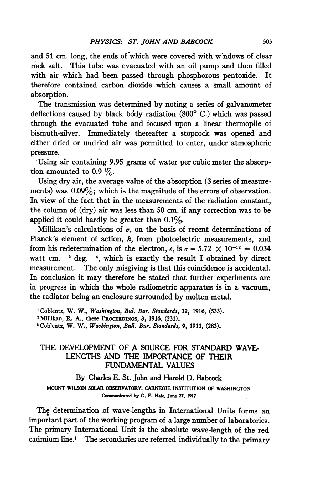 PHYSICS: ST. JOHN AND BABCOCK 505
and 51 cm. long, the ends of which were covered with windows of clear
rock salt. This tube was evacuated with an oil pump and then filled
with air which had been passed through phosphorous pentoxide. It
therefore contained carbon dioxide which causes a small amount of
absorption.
The transmission was determined by noting a series of galvanometer
deflections caused by black body radiation (800° C.) which was passed
through the evacuated tube and focused upon a linear thermopile of
bismuth-silver. Immediately thereafter a stopcock was opened and
either dried or undried air was permitted to enter, under atmospheric
pressure.
Using air containing 9.95 grams of water per cubic meter the absorp-
tion amounted to 0.9 %.
Using dry air, the average value of the absorption (3 series of measure-
ments) was 0.09%; which is the magnitude of the errors of observation.
In view of the fact that in the measurements of the radiation constant,
the column of (dry) air was less than 50 cm. if any correction was to be
applied it could hardly be greater than 0.1%.
Millikan's calculations of σ, on the basis of recent determinations of
Planck's element of action, h, from photoelectric measurements, and
from his redetermination of the electron, e, is σ = 5.72 × 10 0.034
watt cm. deg. which is exactly the result I obtained by direct
measurement. The only misgiving is that this coincidence is accidental.
In conclusion it may therefore be stated that further experiments are
in progress in which the whole radiometric apparatus is in a vacuum,
the radiator being an enclosure surrounded by molten metal.
Coblentz, W. W., Washington, Bul. Bur. Standards, 12, 1916, (553).
Millikan, R. A., these PROCEEDINGS, 3, 1916, (231).
Coblentz, W. W., Washington, Bull. Bur. Standards, 9, 1911, (283).
THE DEVELOPMENT OF A SOURCE FOR STANDARD WAVE-
LENGTHS AND THE IMPORTANCE OF THEIR
FUNDAMENTAL VALUES
By Charles E. St. John and Harold D. Babcock
MOUNT WILSON SOLAR OBSERVATORY, CARNEGIE INSTITUTION OF WASHINGTON
Communicated by G. E. Hale, June 27, 1917
The determination of wave-lengths in International Units forms an
important part of the working program of a large number of laboratories.
The primary International Unit is the absolute wave-length of the red
cadmium line.¹ The secondaries are referred individually to the primary